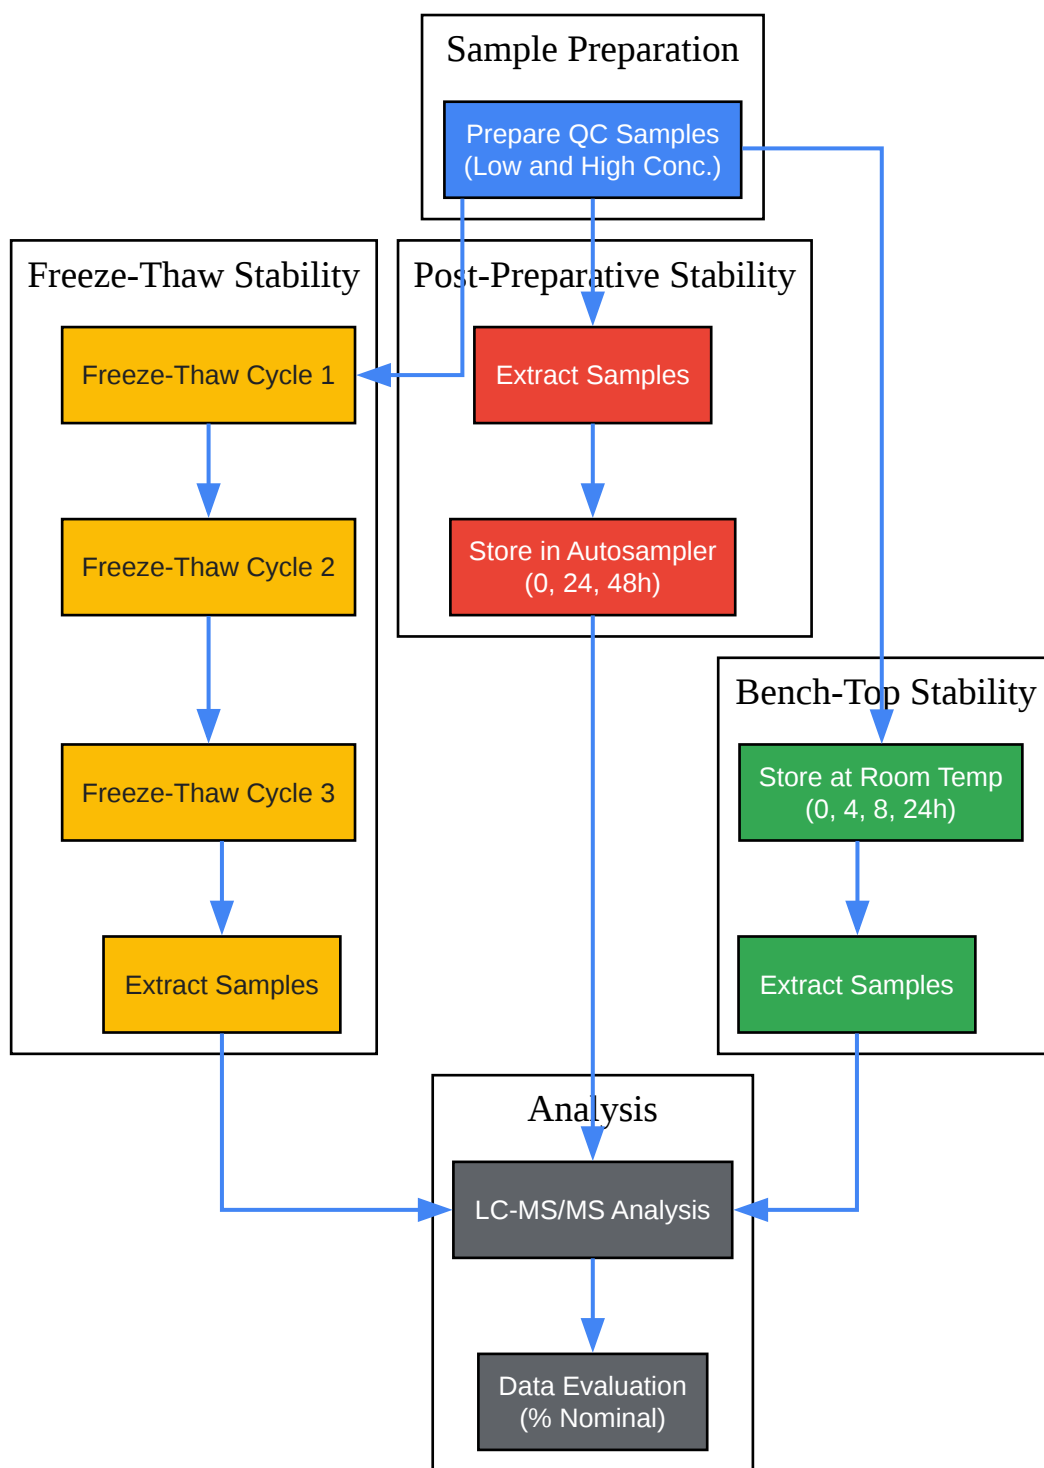 Sample Preparation
Prepare QC Samples
(Low and High Conc.)
Freeze-Thaw Stability
Freeze-Thaw Cycle 1
Freeze-Thaw Cycle 2
Freeze-Thaw Cycle 3
Extract Samples
Post-Preparative Stability
Extract Samples
Store in Autosampler
(0, 24, 48h)
Bench-Top Stability
Store at Room Temp
(0, 4, 8, 24h)
Extract Samples
Analysis
LC-MS/MS Analysis
Data Evaluation
(% Nominal)